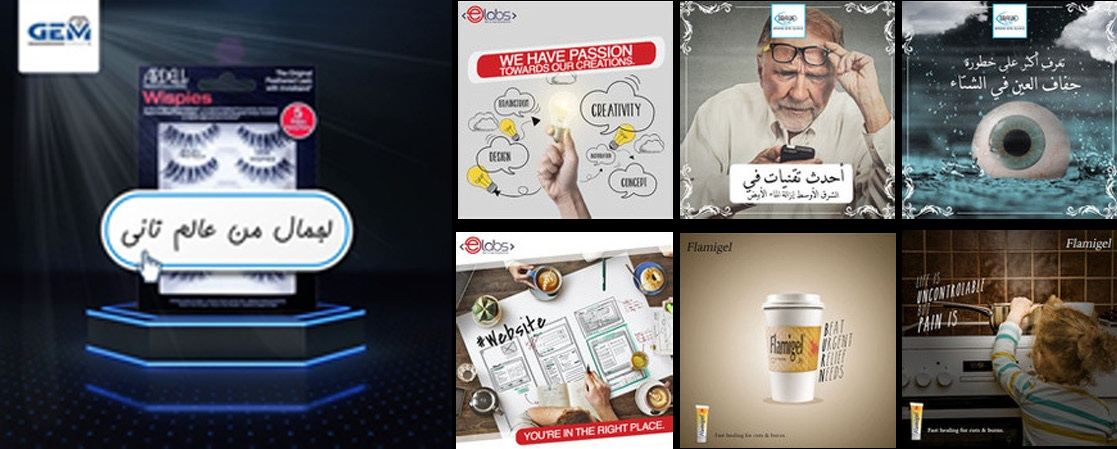 GEM
ARDELL
Wispies
The Original
5
لجمال من عالم تاني
elabs
WE HAVE PASSION
TOWARDS OUR CREATIONS.
BRAINSTORM
CREATIVITY
DESIGN
INNOVATION
CONCEPT
أحدث تقنيات في
الشرق الأوسط لإزالة الماء الأبيض
تعرف أكثر على خطورة
جفاف العين في الشتاء
elabs
#Website
YOU'RE IN THE RIGHT PLACE.
Flamigel
Flamigel
BEAT
URGENT
RELIEF
NEEDS
Fast healing for cuts & burns.
Flamigel
LIFE IS
UNCONTROLABLE
BUT
PAIN IS
Fast healing for cuts & burns.